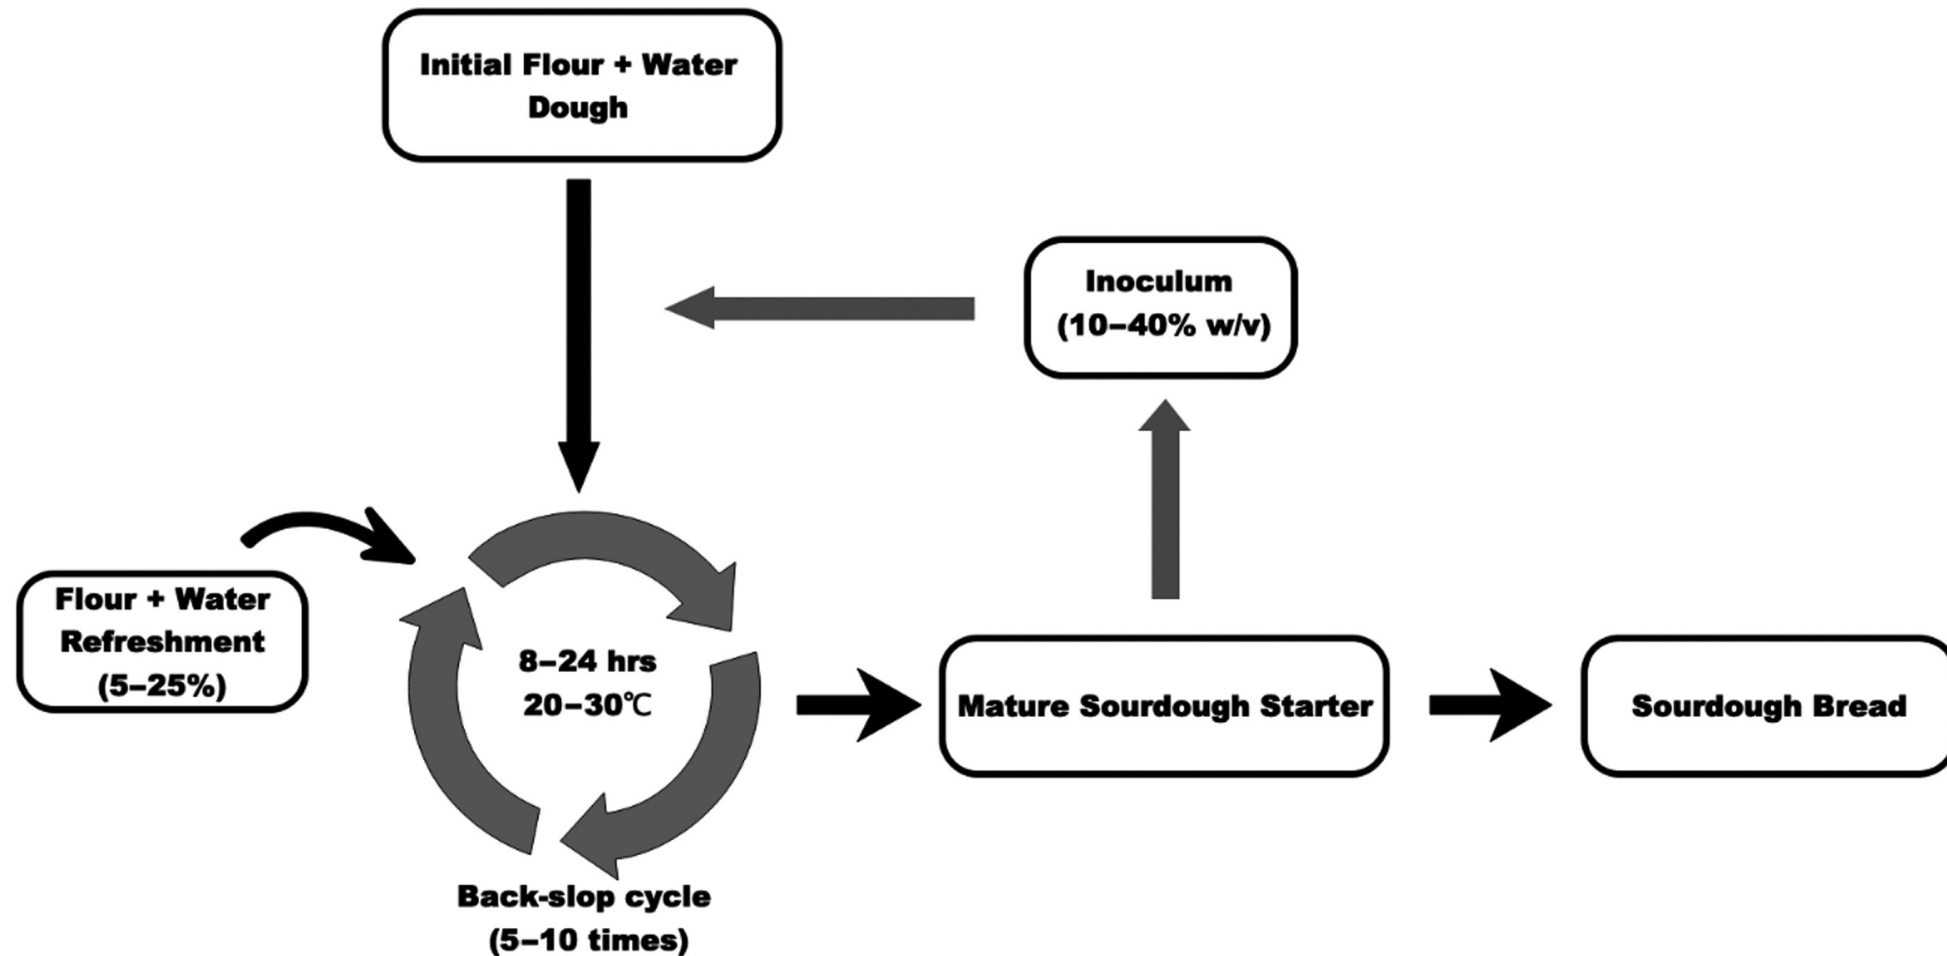 Initial Flour + Water
Dough
Inoculum
(10–40% w/v)
Flour + Water
Refreshment
(5–25%)
8–24 hrs
20–30℃
Mature Sourdough Starter
Sourdough Bread
Back-slop cycle
(5–10 times)